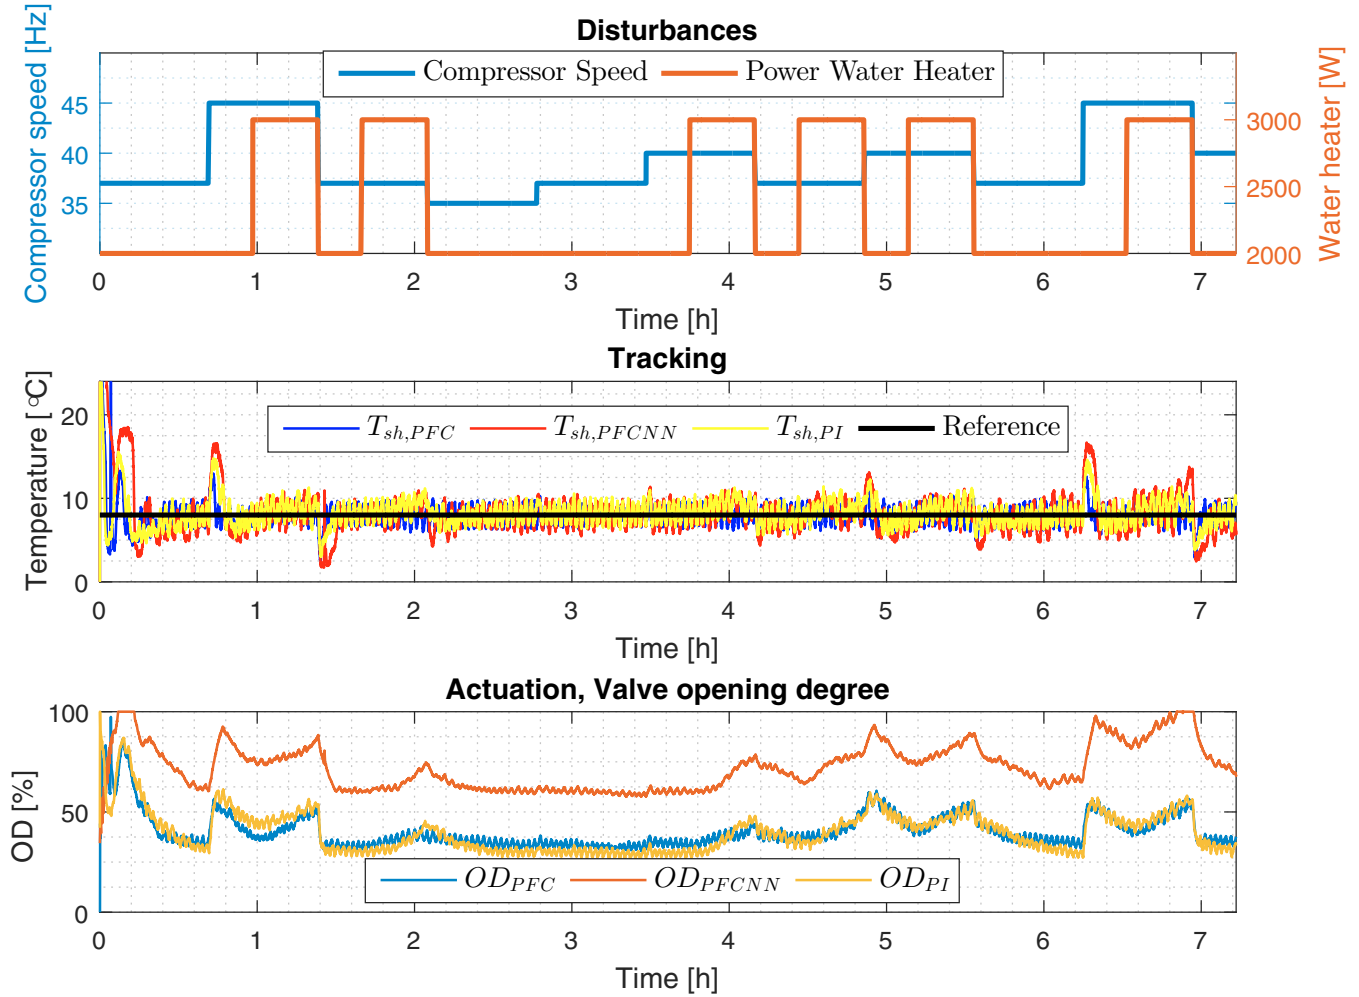 Disturbances
Compressor speed [Hz]
Compressor Speed
Power Water Heater
Water heater [W]
45
40
35
3000
2500
2000
0 1 2 3 4 5 6 7
Time [h]
Tracking
Temperature [°C]
T_sh,PFC
T_sh,PFCNN
T_sh,PI
Reference
20
10
0
0 1 2 3 4 5 6 7
Time [h]
Actuation, Valve opening degree
OD [%]
100
50
0
OD_PFC
OD_PFCNN
OD_PI
0 1 2 3 4 5 6 7
Time [h]